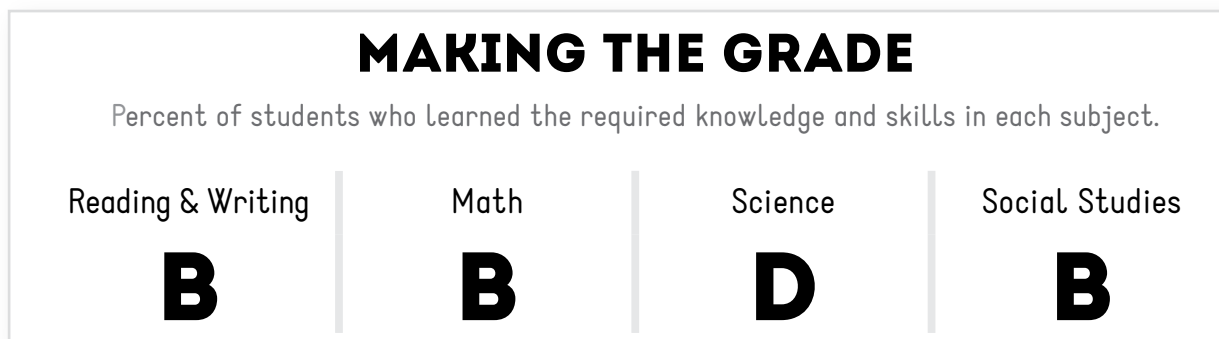 MAKING THE GRADE
Percent of students who learned the required knowledge and skills in each subject.
Reading & Writing Math Science Social Studies
B B D B